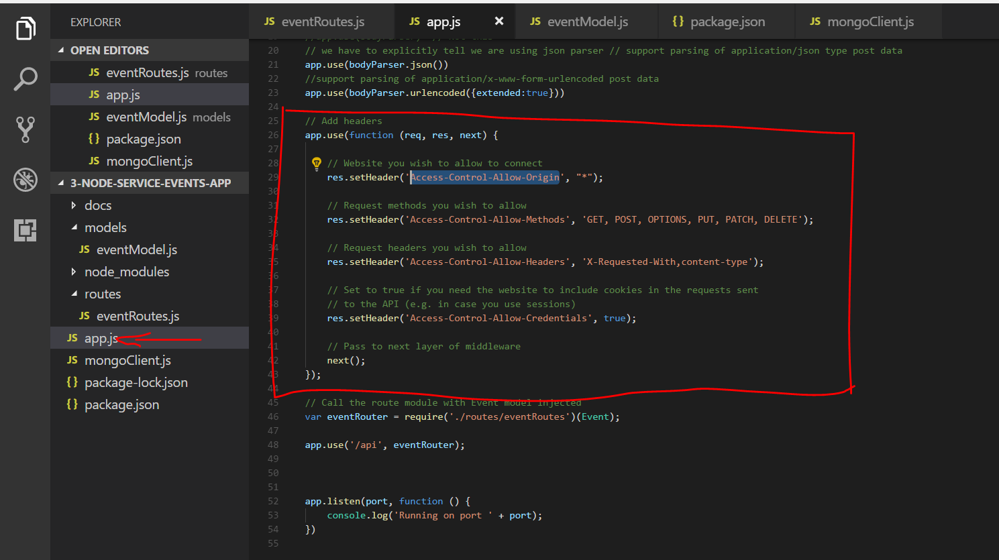 EXPLORER
OPEN EDITORS
JS eventRoutes.js routes
JS app.js
JS eventModel.js models
{ } package.json
JS mongoClient.js
3-NODE-SERVICE-EVENTS-APP
docs
models
JS eventModel.js
node_modules
routes
JS eventRoutes.js
JS app.js
JS mongoClient.js
{ } package-lock.json
{ } package.json
JS eventRoutes.js
JS app.js ×
JS eventModel.js
{ } package.json
JS mongoClient.js
20 // we have to explicitly tell we are using json parser // support parsing of application/json type post data
21 app.use(bodyParser.json())
22 //support parsing of application/x-www-form-urlencoded post data
23 app.use(bodyParser.urlencoded({extended:true}))
24
25 // Add headers
26 app.use(function (req, res, next) {
27
28 // Website you wish to allow to connect
29 res.setHeader('Access-Control-Allow-Origin', "*");
30
31 // Request methods you wish to allow
32 res.setHeader('Access-Control-Allow-Methods', 'GET, POST, OPTIONS, PUT, PATCH, DELETE');
33
34 // Request headers you wish to allow
35 res.setHeader('Access-Control-Allow-Headers', 'X-Requested-With,content-type');
36
37 // Set to true if you need the website to include cookies in the requests sent
38 // to the API (e.g. in case you use sessions)
39 res.setHeader('Access-Control-Allow-Credentials', true);
40
41 // Pass to next layer of middleware
42 next();
43 });
44
45 // Call the route module with Event model injected
46 var eventRouter = require('./routes/eventRoutes')(Event);
47
48 app.use('/api', eventRouter);
49
50
51
52 app.listen(port, function () {
53 console.log('Running on port ' + port);
54 })
55